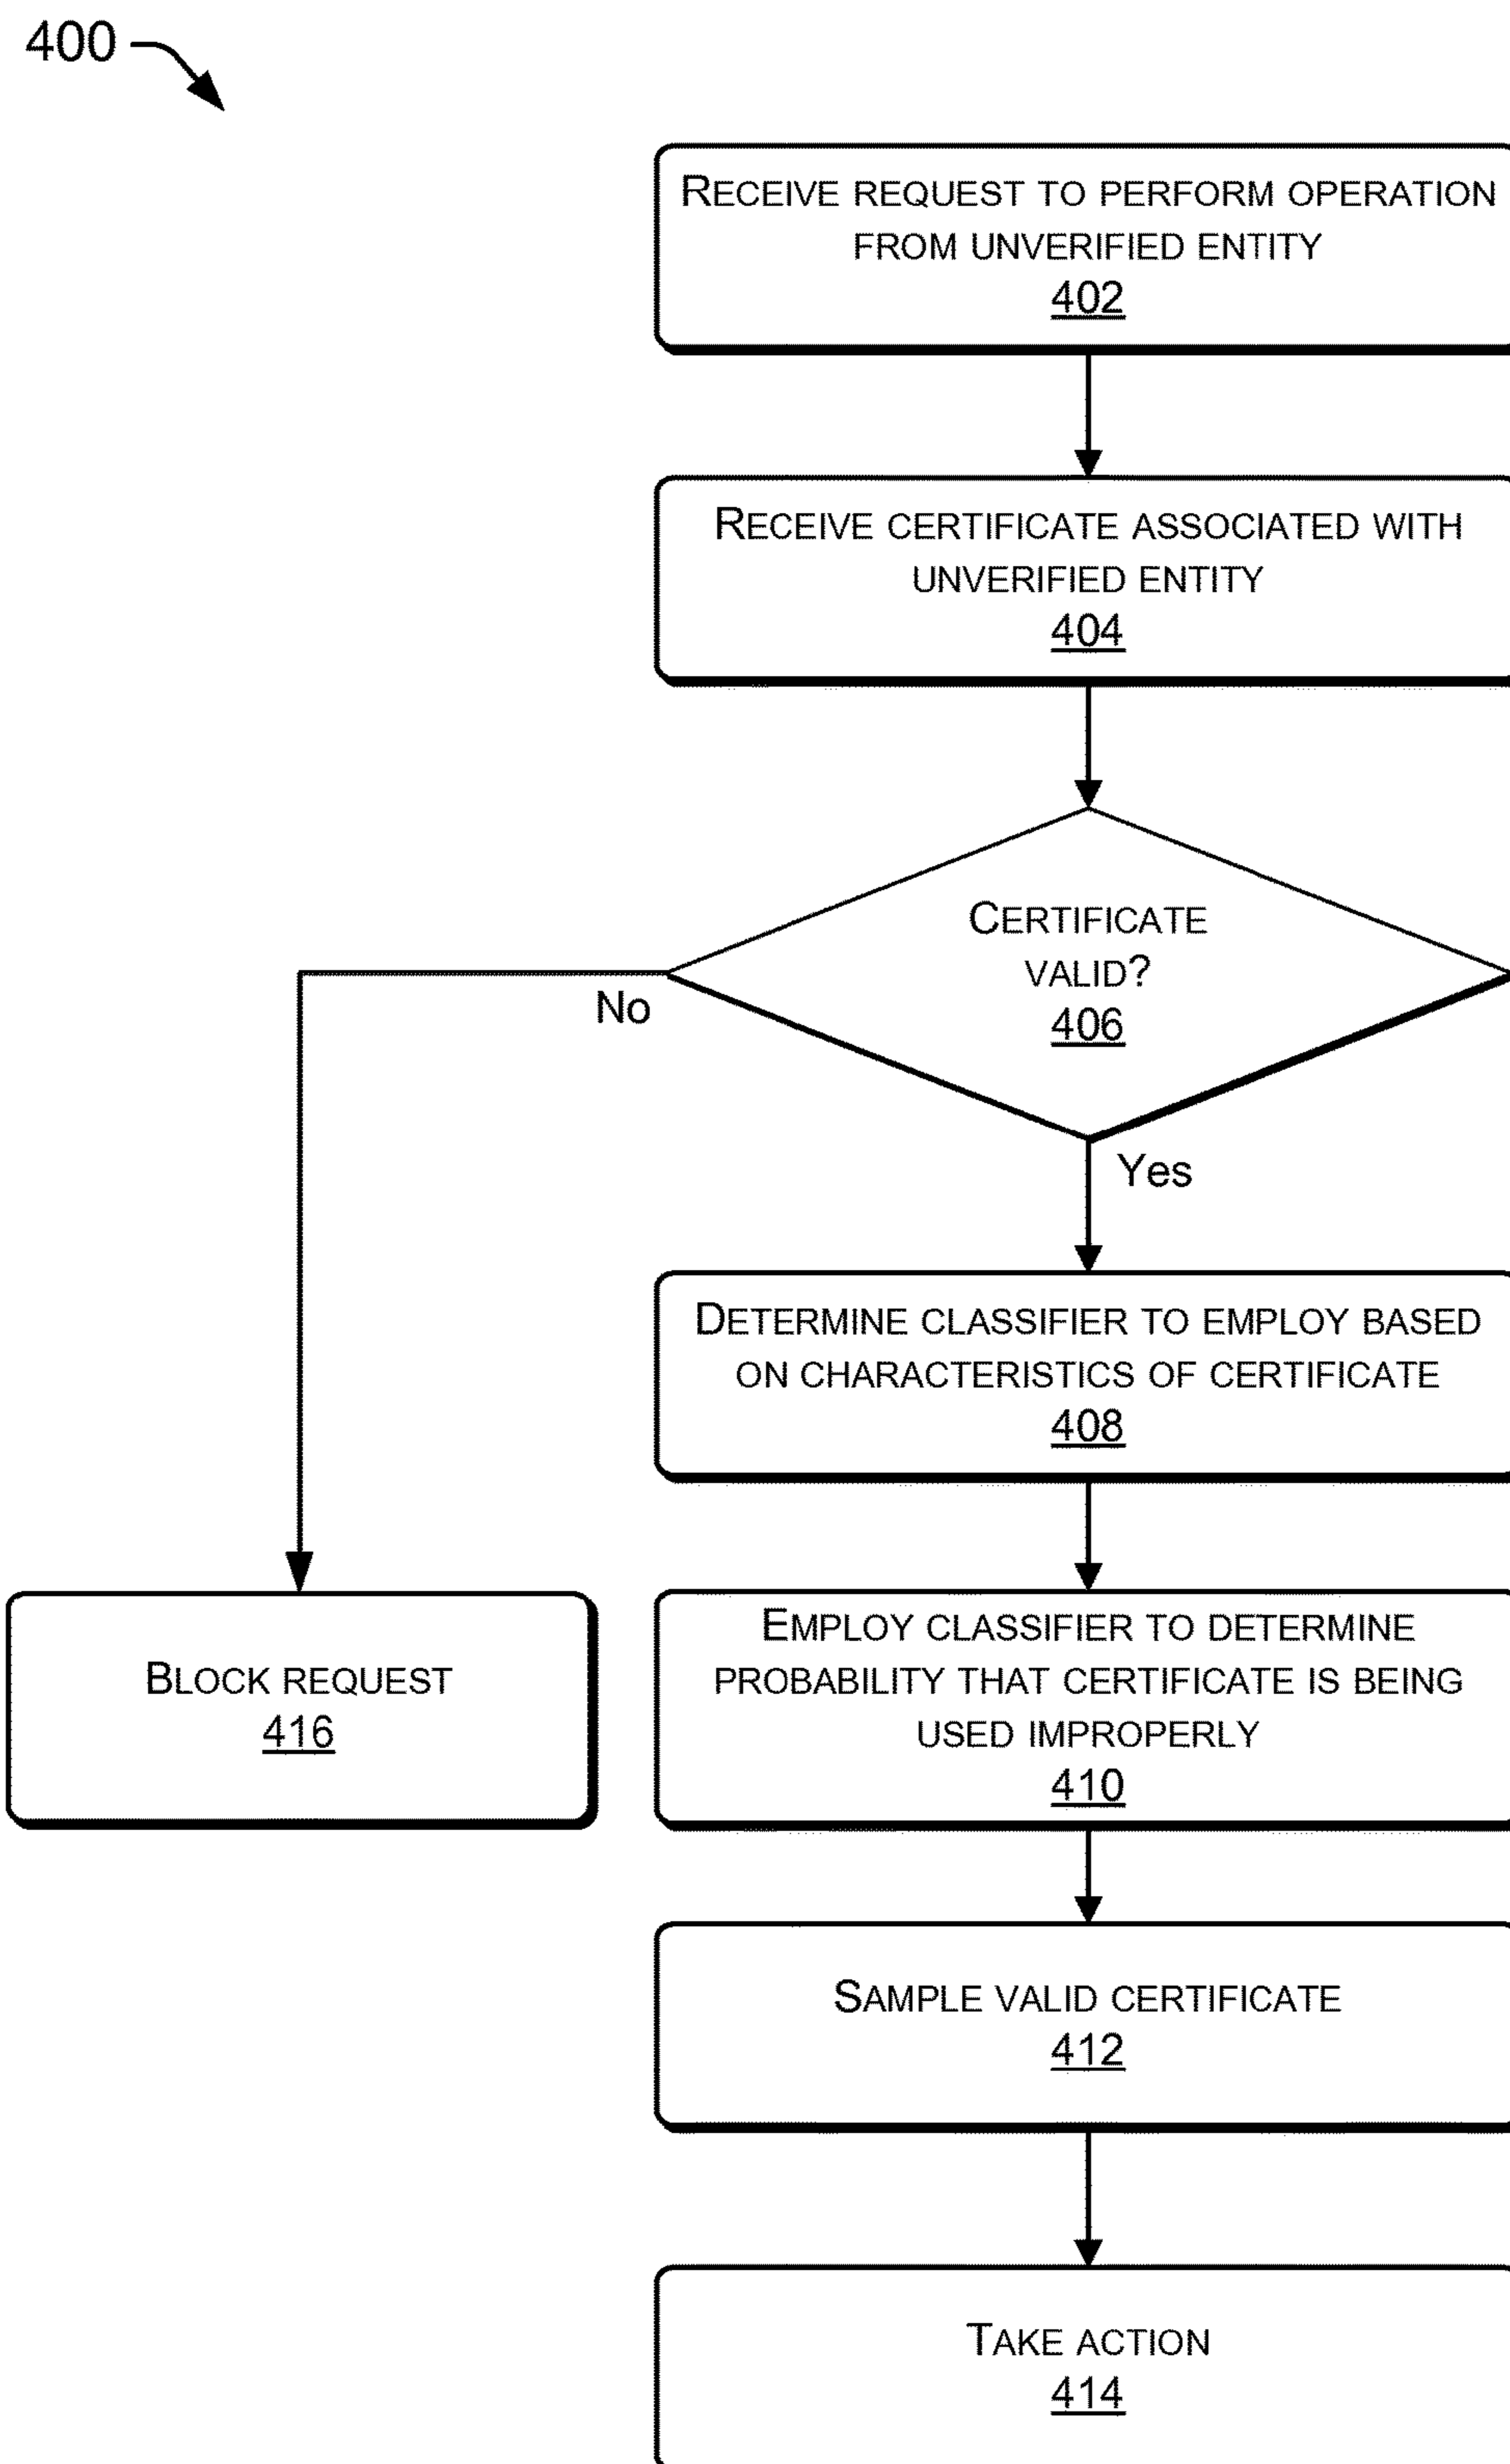 400
RECEIVE REQUEST TO PERFORM OPERATION
FROM UNVERIFIED ENTITY
402
RECEIVE CERTIFICATE ASSOCIATED WITH
UNVERIFIED ENTITY
404
CERTIFICATE
VALID?
406
No
Yes
DETERMINE CLASSIFIER TO EMPLOY BASED
ON CHARACTERISTICS OF CERTIFICATE
408
EMPLOY CLASSIFIER TO DETERMINE
PROBABILITY THAT CERTIFICATE IS BEING
USED IMPROPERLY
410
BLOCK REQUEST
416
SAMPLE VALID CERTIFICATE
412
TAKE ACTION
414